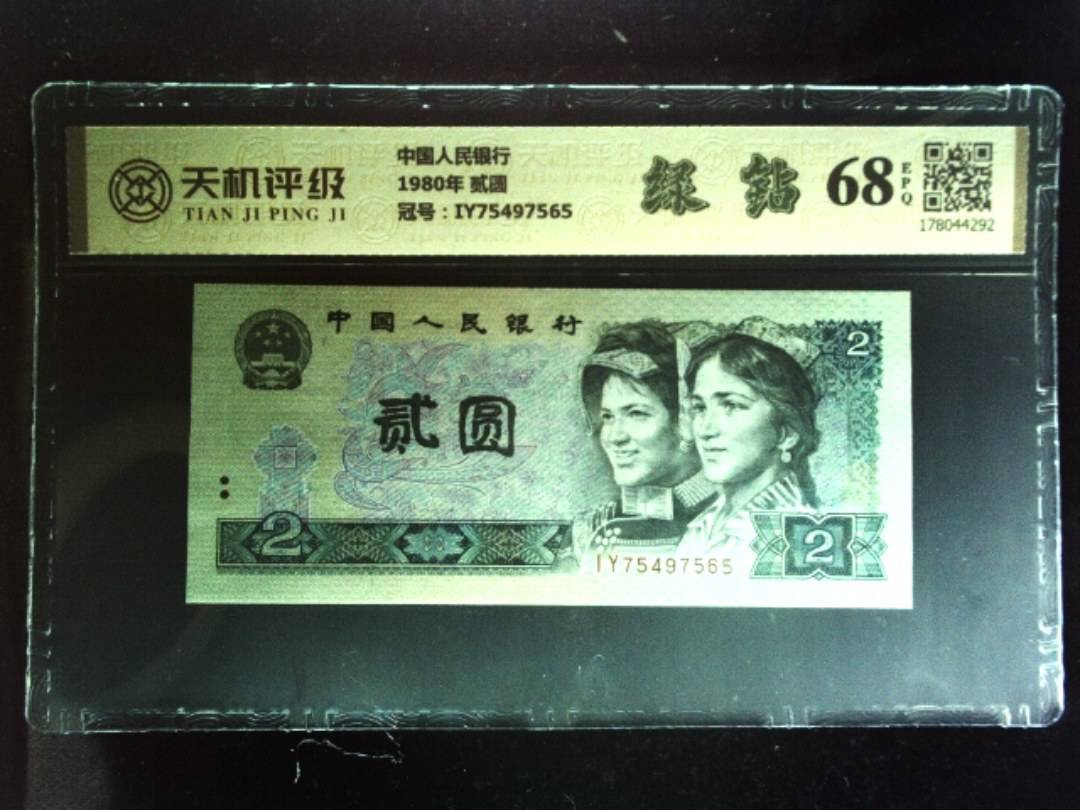 天机评级
TIAN JI PING JI
中国人民银行
1980年 贰圆
冠号：IY75497565
绿 钻
68
EPQ
178044292
中国人民银行
2
贰圆
2
2
IY75497565